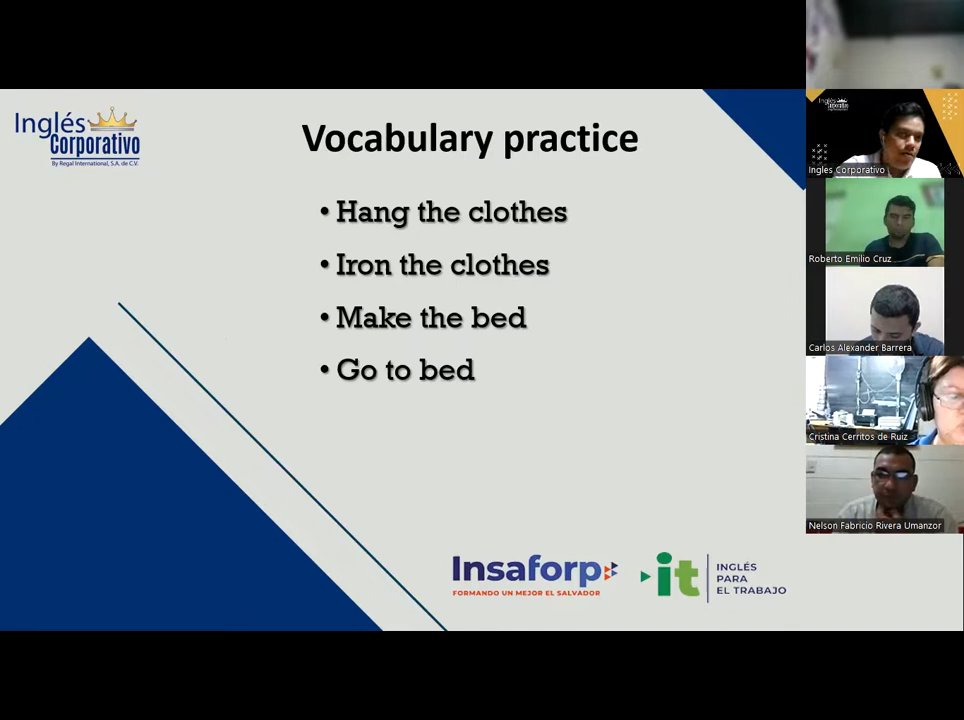 Inglés
Corporativo
By Regal International, S.A. de C.V.
Vocabulary practice
• Hang the clothes
• Iron the clothes
• Make the bed
• Go to bed
Insaforp
FORMANDO UN MEJOR EL SALVADOR
it
INGLÉS
PARA
EL TRABAJO
Inglés
Corporativo
Ingles Corporativo
Roberto Emilio Cruz
Carlos Alexander Barrera
Cristina Cerritos de Ruiz
Nelson Fabricio Rivera Umanzor